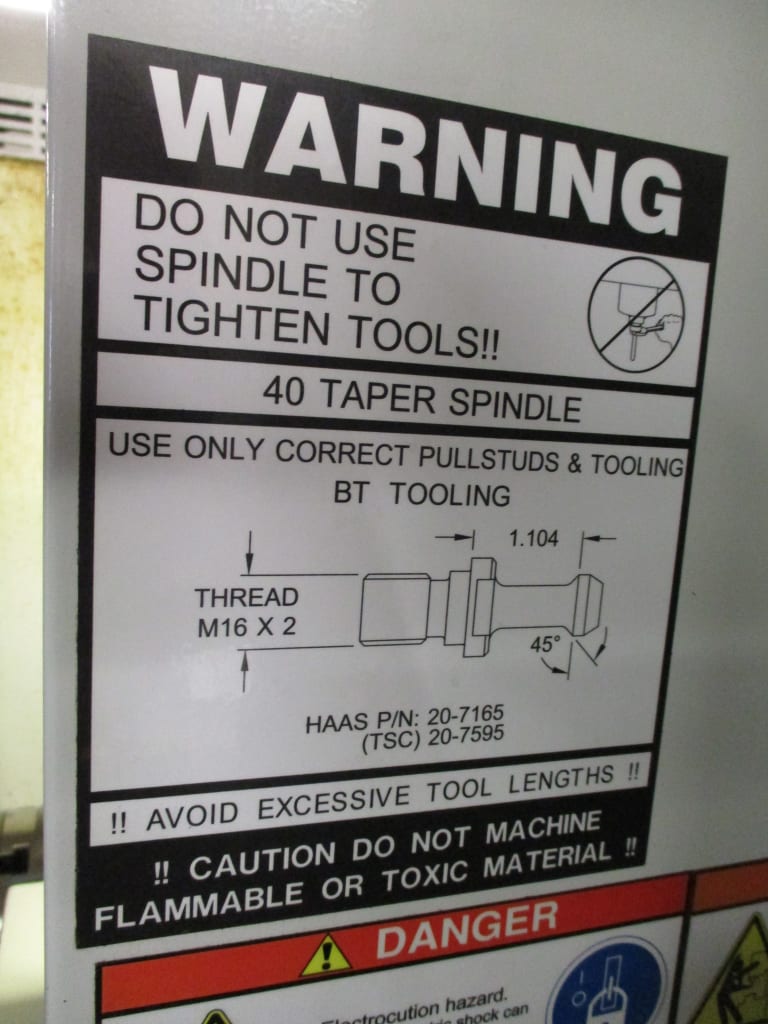 WARNING
DO NOT USE
SPINDLE TO
TIGHTEN TOOLS!!
40 TAPER SPINDLE
USE ONLY CORRECT PULLSTUDS & TOOLING
BT TOOLING
1.104
THREAD
M16 X 2
45°
HAAS P/N: 20-7165
(TSC) 20-7595
!! AVOID EXCESSIVE TOOL LENGTHS !!
!! CAUTION DO NOT MACHINE
FLAMMABLE OR TOXIC MATERIAL !!
DANGER
Electrocution hazard.
shock can